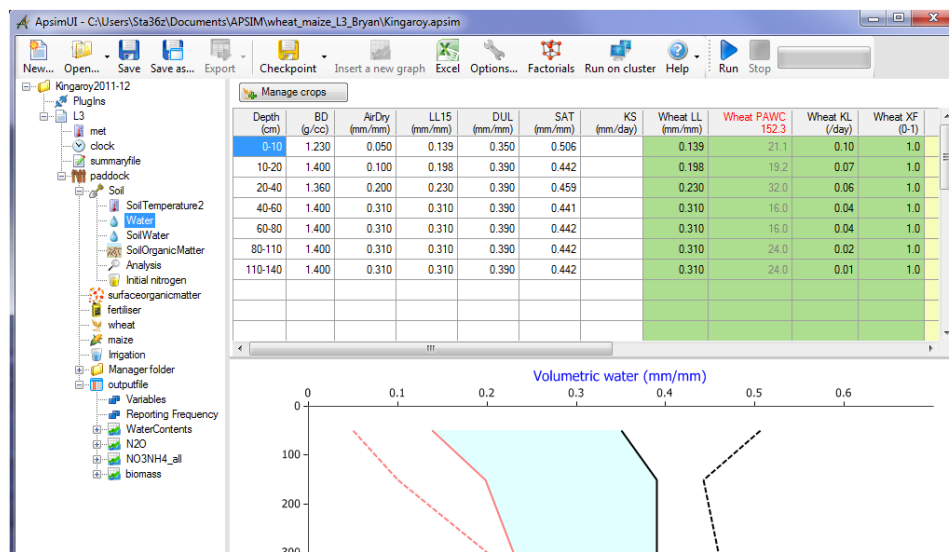 ApsimUI - C:\Users\Sta36z\Documents\APSIM\wheat_maize_L3_Bryan\Kingaroy.apsim
New... Open... Save Save as... Export Checkpoint Insert a new graph Excel Options... Factorials Run on cluster Help Run Stop
Kingaroy2011-12
PlugIns
L3
met
clock
summaryfile
paddock
Soil
SoilTemperature2
Water
SoilWater
SoilOrganicMatter
Analysis
Initial nitrogen
surfaceorganicmatter
fertiliser
wheat
maize
Irrigation
Manager folder
outputfile
Variables
Reporting Frequency
WaterContents
N2O
NO3NH4_all
biomass
Manage crops
Depth BD AirDry LL15 DUL SAT KS Wheat LL Wheat PAWC Wheat KL Wheat XF
(cm) (g/cc) (mm/mm) (mm/mm) (mm/mm) (mm/mm) (mm/day) (mm/mm) 152.3 (/day) (0-1)
0-10 1.230 0.050 0.139 0.350 0.506 0.139 21.1 0.10 1.0
10-20 1.400 0.100 0.198 0.390 0.442 0.198 19.2 0.07 1.0
20-40 1.360 0.200 0.230 0.390 0.459 0.230 32.0 0.06 1.0
40-60 1.400 0.310 0.310 0.390 0.441 0.310 16.0 0.04 1.0
60-80 1.400 0.310 0.310 0.390 0.442 0.310 16.0 0.04 1.0
80-110 1.400 0.310 0.310 0.390 0.442 0.310 24.0 0.02 1.0
110-140 1.400 0.310 0.310 0.390 0.442 0.310 24.0 0.01 1.0
Volumetric water (mm/mm)
0 0.1 0.2 0.3 0.4 0.5 0.6
0
100
200
300